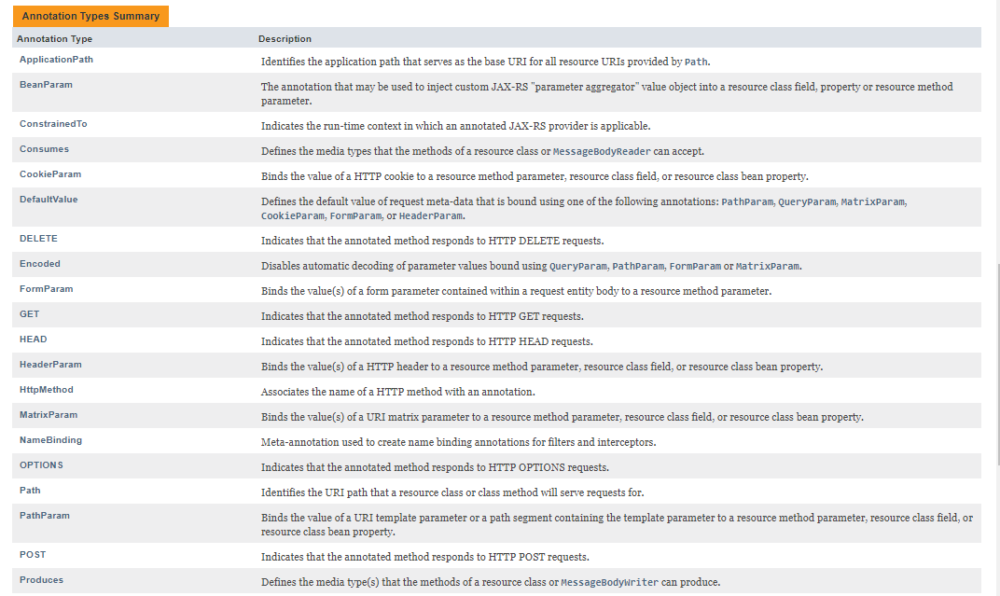 Annotation Types Summary
Annotation Type Description
ApplicationPath Identifies the application path that serves as the base URI for all resource URIs provided by Path.
BeanParam The annotation that may be used to inject custom JAX-RS "parameter aggregator" value object into a resource class field, property or resource method
parameter.
ConstrainedTo Indicates the run-time context in which an annotated JAX-RS provider is applicable.
Consumes Defines the media types that the methods of a resource class or MessageBodyReader can accept.
CookieParam Binds the value of a HTTP cookie to a resource method parameter, resource class field, or resource class bean property.
DefaultValue Defines the default value of request meta-data that is bound using one of the following annotations: PathParam, QueryParam, MatrixParam,
CookieParam, FormParam, or HeaderParam.
DELETE Indicates that the annotated method responds to HTTP DELETE requests.
Encoded Disables automatic decoding of parameter values bound using QueryParam, PathParam, FormParam or MatrixParam.
FormParam Binds the value(s) of a form parameter contained within a request entity body to a resource method parameter.
GET Indicates that the annotated method responds to HTTP GET requests.
HEAD Indicates that the annotated method responds to HTTP HEAD requests.
HeaderParam Binds the value(s) of a HTTP header to a resource method parameter, resource class field, or resource class bean property.
HttpMethod Associates the name of a HTTP method with an annotation.
MatrixParam Binds the value(s) of a URI matrix parameter to a resource method parameter, resource class field, or resource class bean property.
NameBinding Meta-annotation used to create name binding annotations for filters and interceptors.
OPTIONS Indicates that the annotated method responds to HTTP OPTIONS requests.
Path Identifies the URI path that a resource class or class method will serve requests for.
PathParam Binds the value of a URI template parameter or a path segment containing the template parameter to a resource method parameter, resource class field, or
resource class bean property.
POST Indicates that the annotated method responds to HTTP POST requests.
Produces Defines the media type(s) that the methods of a resource class or MessageBodyWriter can produce.